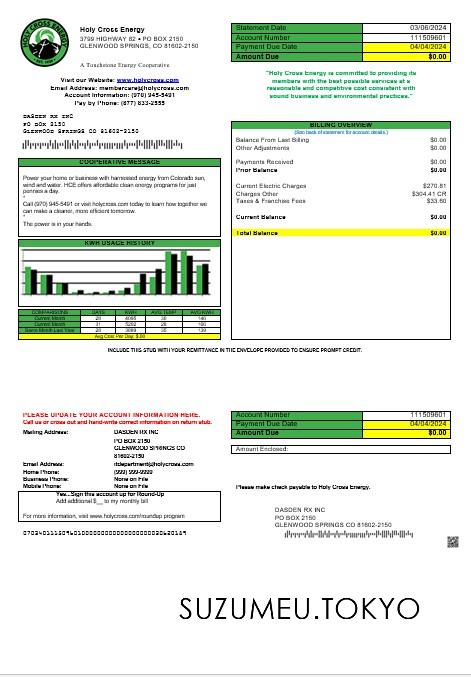 HOLY CROSS ENERGY
Holy Cross Energy
3799 HIGHWAY 82 • PO BOX 2150
GLENWOOD SPRINGS, CO 81602-2150
A Touchstone Energy Cooperative
Visit our Website: www.holycross.com
Email Address: membercare@holycross.com
Account Information: (970) 945-5491
Pay by Phone: (877) 833-2555
DASDEN RX INC
PO BOX 2150
GLENWOOD SPRINGS CO 81602-2150
Statement Date 03/06/2024
Account Number 111509601
Payment Due Date 04/04/2024
Amount Due $0.00
"Holy Cross Energy is committed to providing its
members with the best possible services at a
reasonable and competitive cost consistent with
sound business and environmental practices."
COOPERATIVE MESSAGE
Power your home or business with harnessed energy from Colorado sun,
wind and water. HCE offers affordable clean energy programs for just
pennies a day.
*
Call (970) 945-5491 or visit holycross.com today to learn how together we
can make a cleaner, more efficient tomorrow.
*
The power is in your hands.
KWH USAGE HISTORY
COMPARISONS DAYS KWH AVG TEMP AVG KWH
Current Month 28 4095 30 146
Current Month 31 5202 28 166
Same Month Last Year 28 3889 35 139
Avg Cost Per Day: $.00
BILLING OVERVIEW
(See back of statement for account details.)
Balance From Last Billing $0.00
Other Adjustments $0.00
Payments Received $0.00
Prior Balance $0.00
Current Electric Charges $270.81
Charges Other $304.41 CR
Taxes & Franchise Fees $33.60
Current Balance $0.00
Total Balance $0.00
INCLUDE THIS STUB WITH YOUR REMITTANCE IN THE ENVELOPE PROVIDED TO ENSURE PROMPT CREDIT.
PLEASE UPDATE YOUR ACCOUNT INFORMATION HERE.
Call us or cross out and hand-write correct information on return stub.
Mailing Address: DASDEN RX INC
PO BOX 2150
GLENWOOD SPRINGS CO
81602-2150
Email Address: itdepartment@holycross.com
Home Phone: (999) 999-9999
Business Phone: None on File
Mobile Phone: None on File
Yes...Sign this account up for Round-Up
Add additional $__ to my monthly bill
For more information, visit www.holycross.com/roundup program
Account Number 111509601
Payment Due Date 04/04/2024
Amount Due $0.00
Amount Enclosed:
Please make check payable to Holy Cross Energy.
DASDEN RX INC
PO BOX 2150
GLENWOOD SPRINGS CO 81602-2150
SUZUMEU.TOKYO